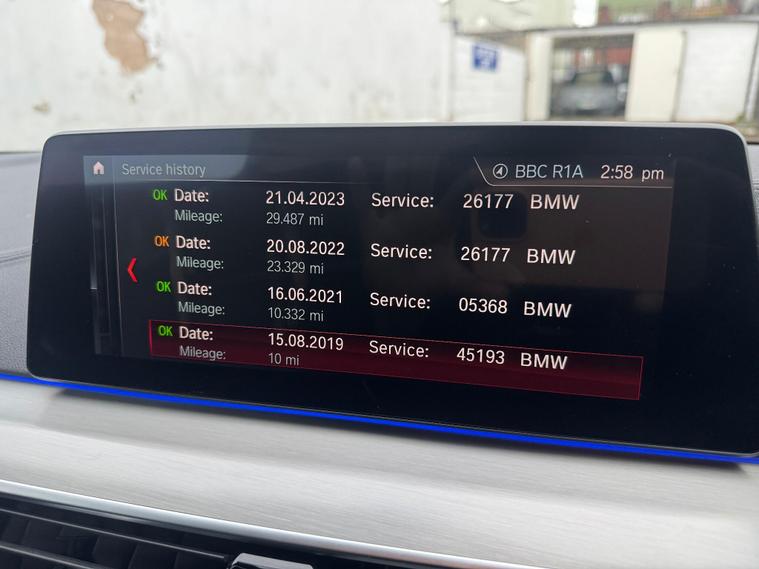 Service history BBC R1A 2:58 pm
OK Date: 21.04.2023 Service: 26177 BMW
Mileage: 29.487 mi
OK Date: 20.08.2022 Service: 26177 BMW
Mileage: 23.329 mi
OK Date: 16.06.2021 Service: 05368 BMW
Mileage: 10.332 mi
OK Date: 15.08.2019 Service: 45193 BMW
Mileage: 10 mi